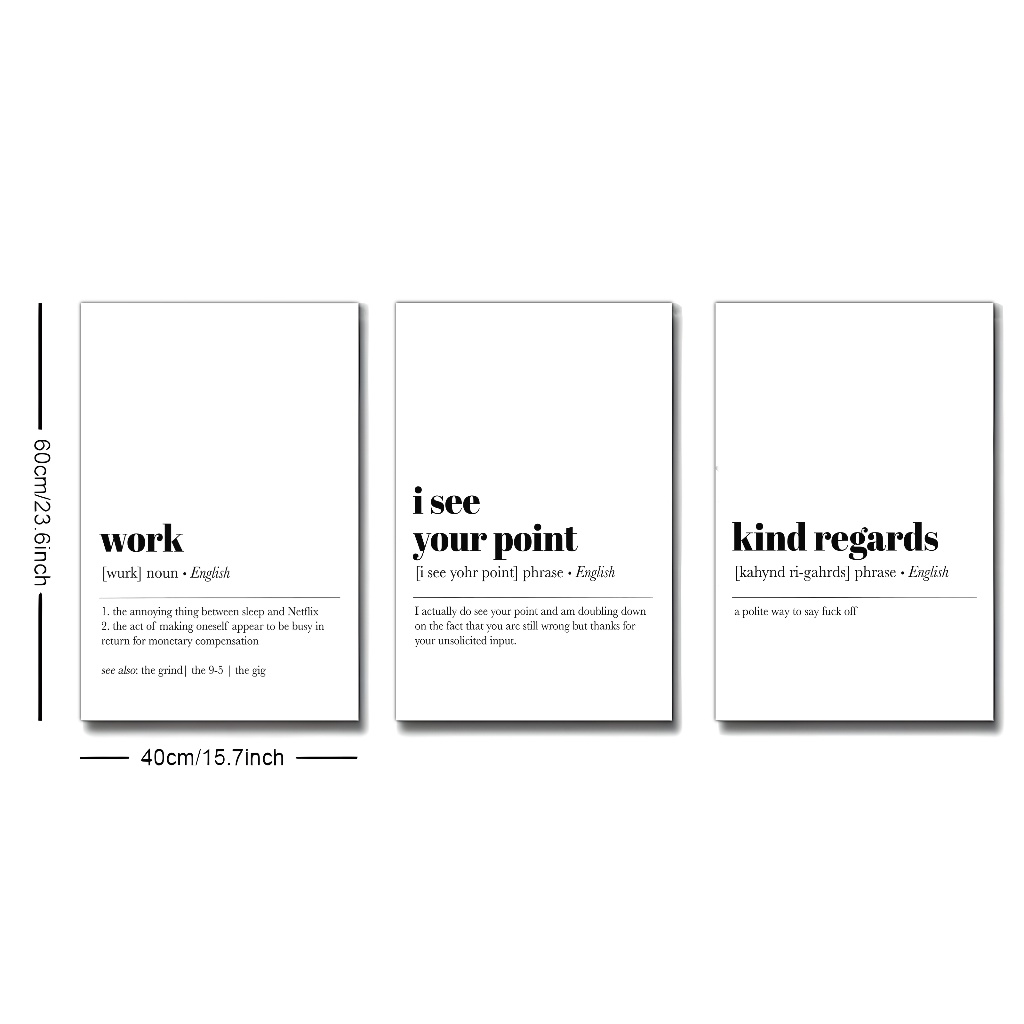 60cm/23.6inch
work
[wurk] noun • English
1. the annoying thing between sleep and Netflix
2. the act of making oneself appear to be busy in
return for monetary compensation
see also: the grind| the 9-5 | the gig
40cm/15.7inch
i see
your point
[i see yohr point] phrase • English
I actually do see your point and am doubling down
on the fact that you are still wrong but thanks for
your unsolicited input.
kind regards
[kahynd ri-gahrds] phrase • English
a polite way to say fuck off